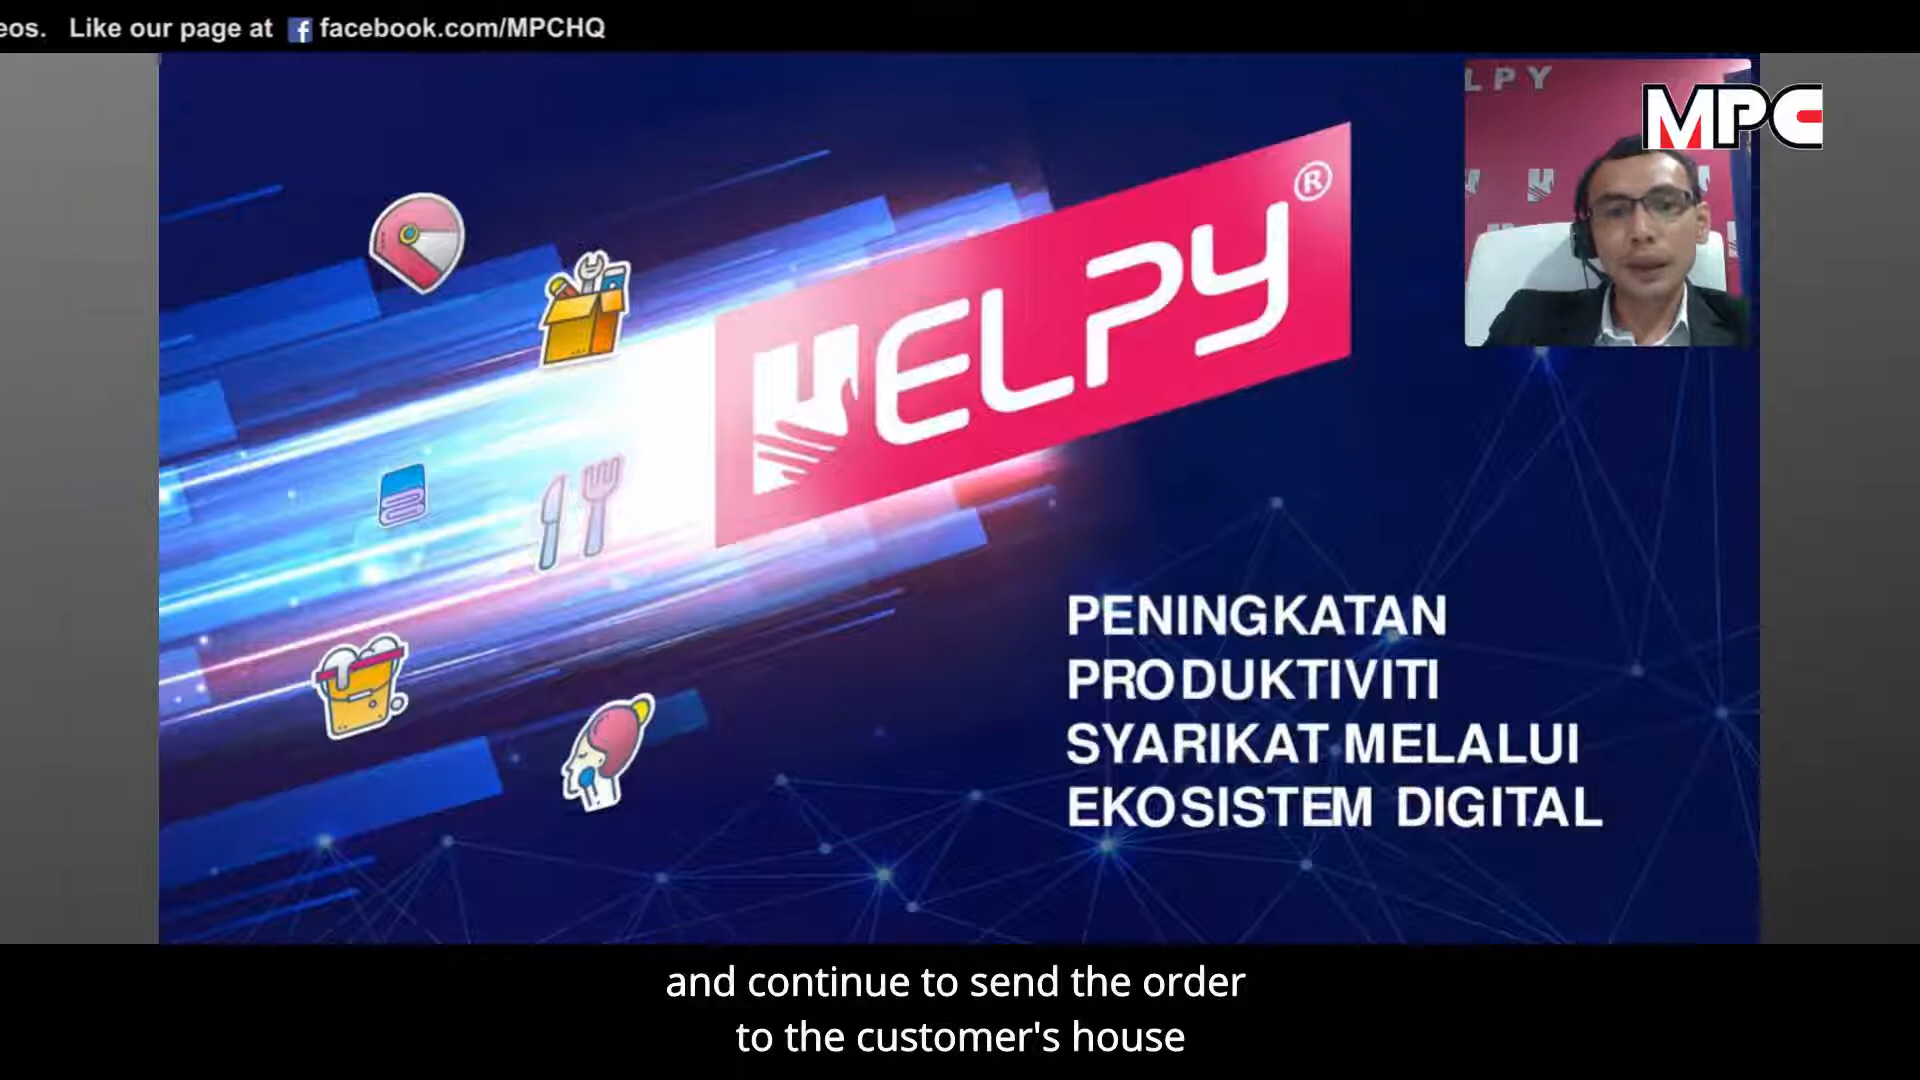 eos. Like our page at facebook.com/MPCHQ
LPY
MPC
HELPY®
PENINGKATAN
PRODUKTIVITI
SYARIKAT MELALUI
EKOSISTEM DIGITAL
and continue to send the order
to the customer's house